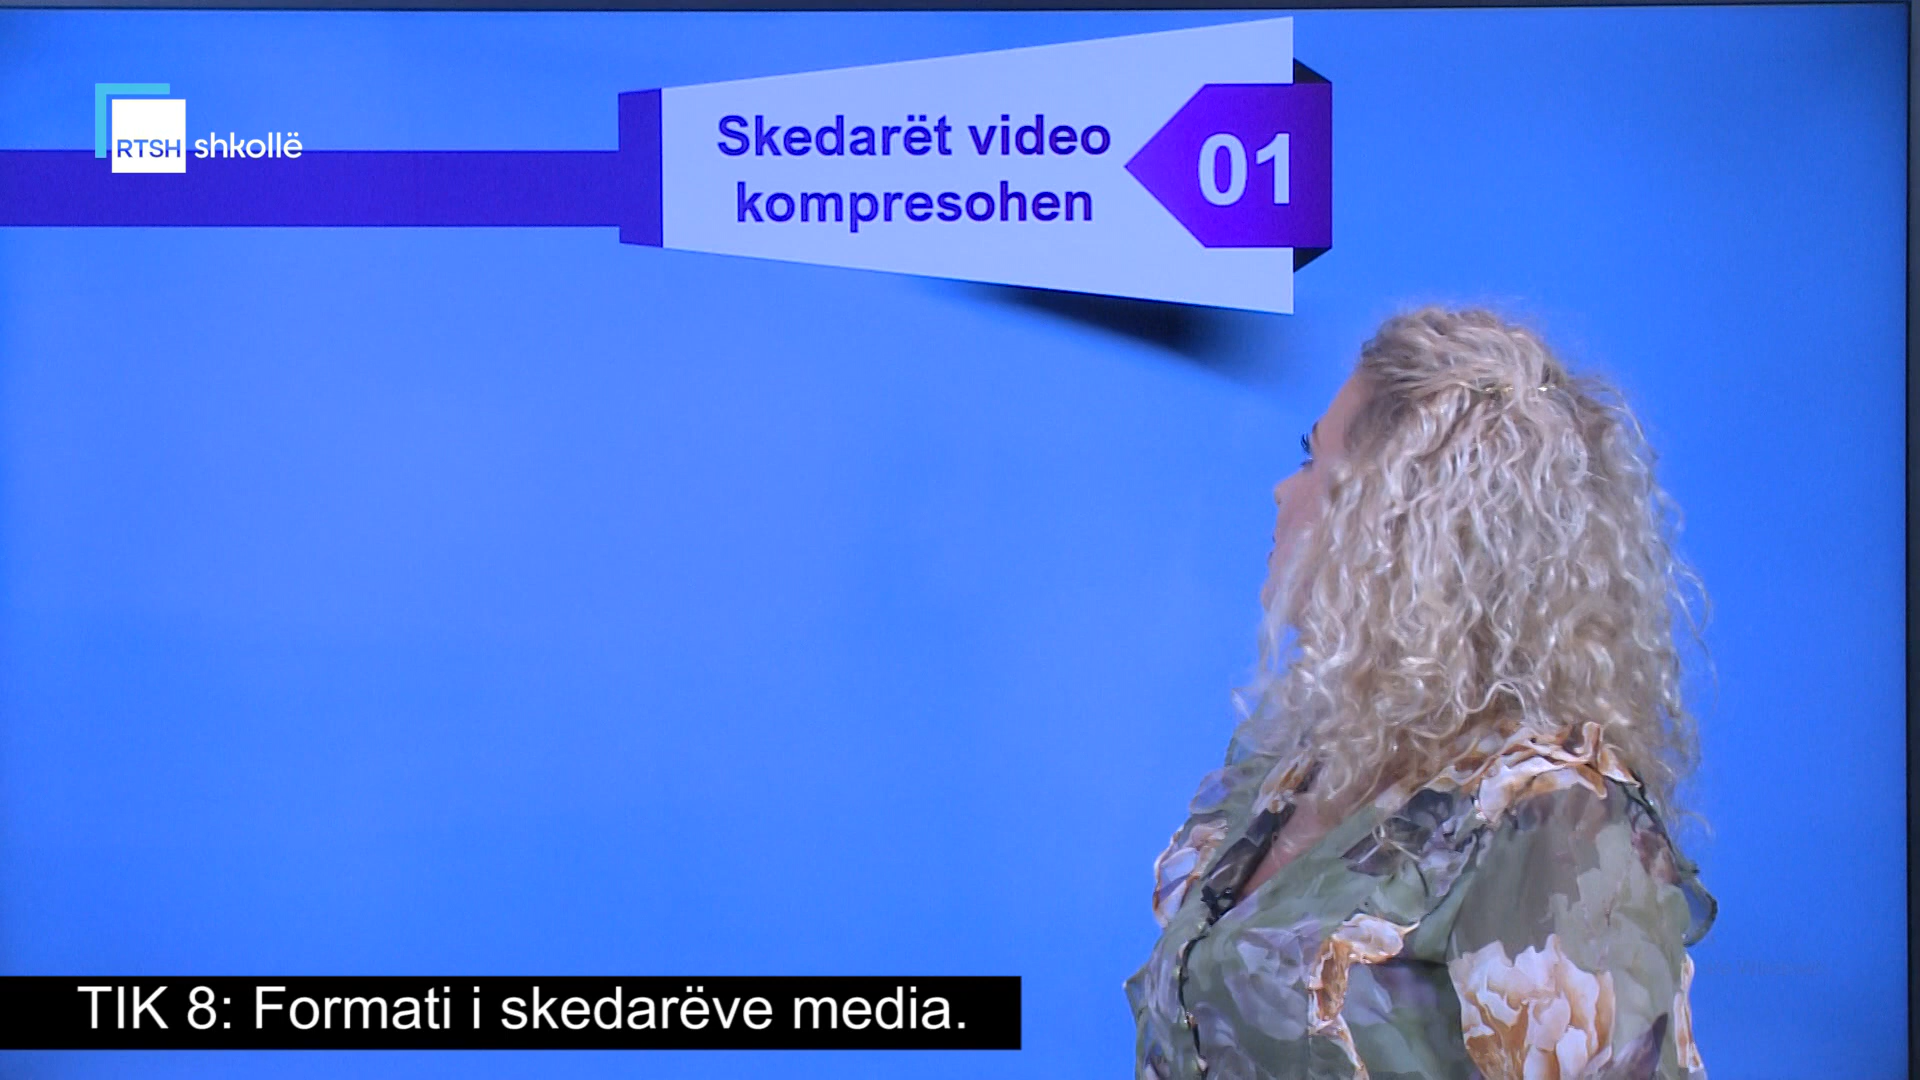 RTSH shkollë
Skedarët video
kompresohen
01
TIK 8: Formati i skedarëve media.